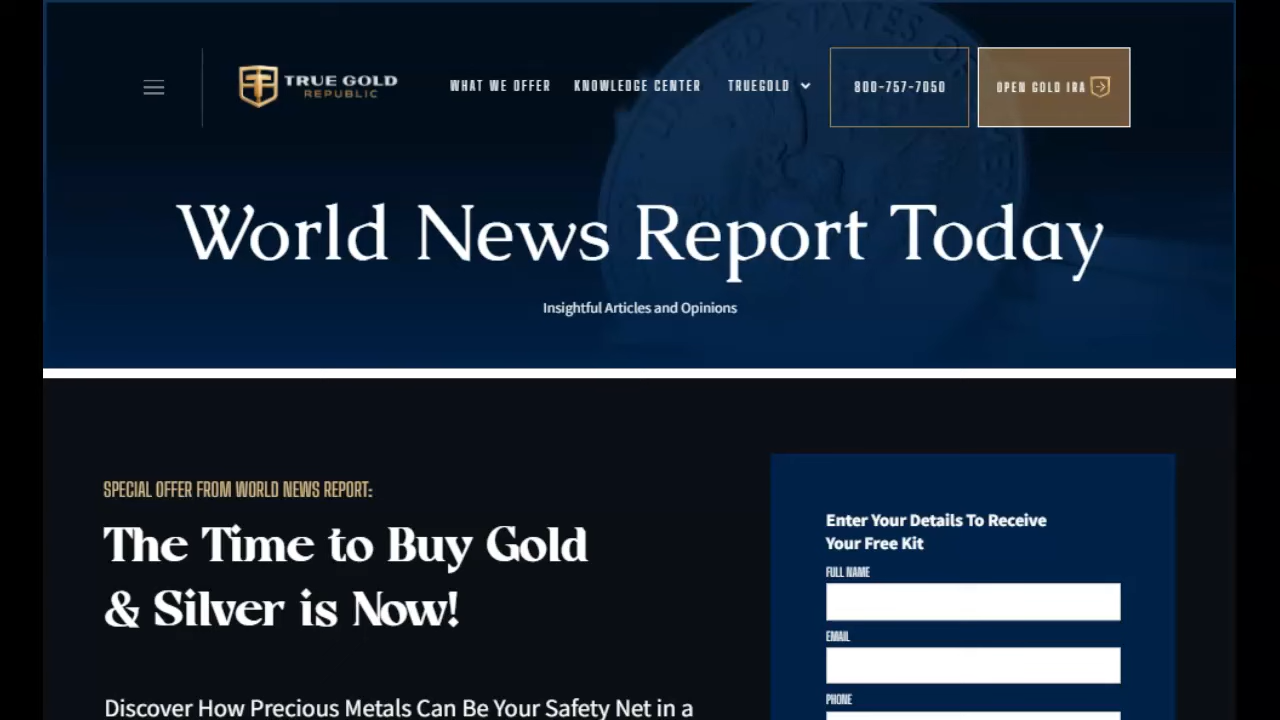 TRUE GOLD
REPUBLIC
WHAT WE OFFER
KNOWLEDGE CENTER
TRUEGOLD
800-757-7050
OPEN GOLD IRA
World News Report Today
Insightful Articles and Opinions
SPECIAL OFFER FROM WORLD NEWS REPORT:
The Time to Buy Gold
& Silver is Now!
Discover How Precious Metals Can Be Your Safety Net in a
Enter Your Details To Receive
Your Free Kit
FULL NAME
EMAIL
PHONE